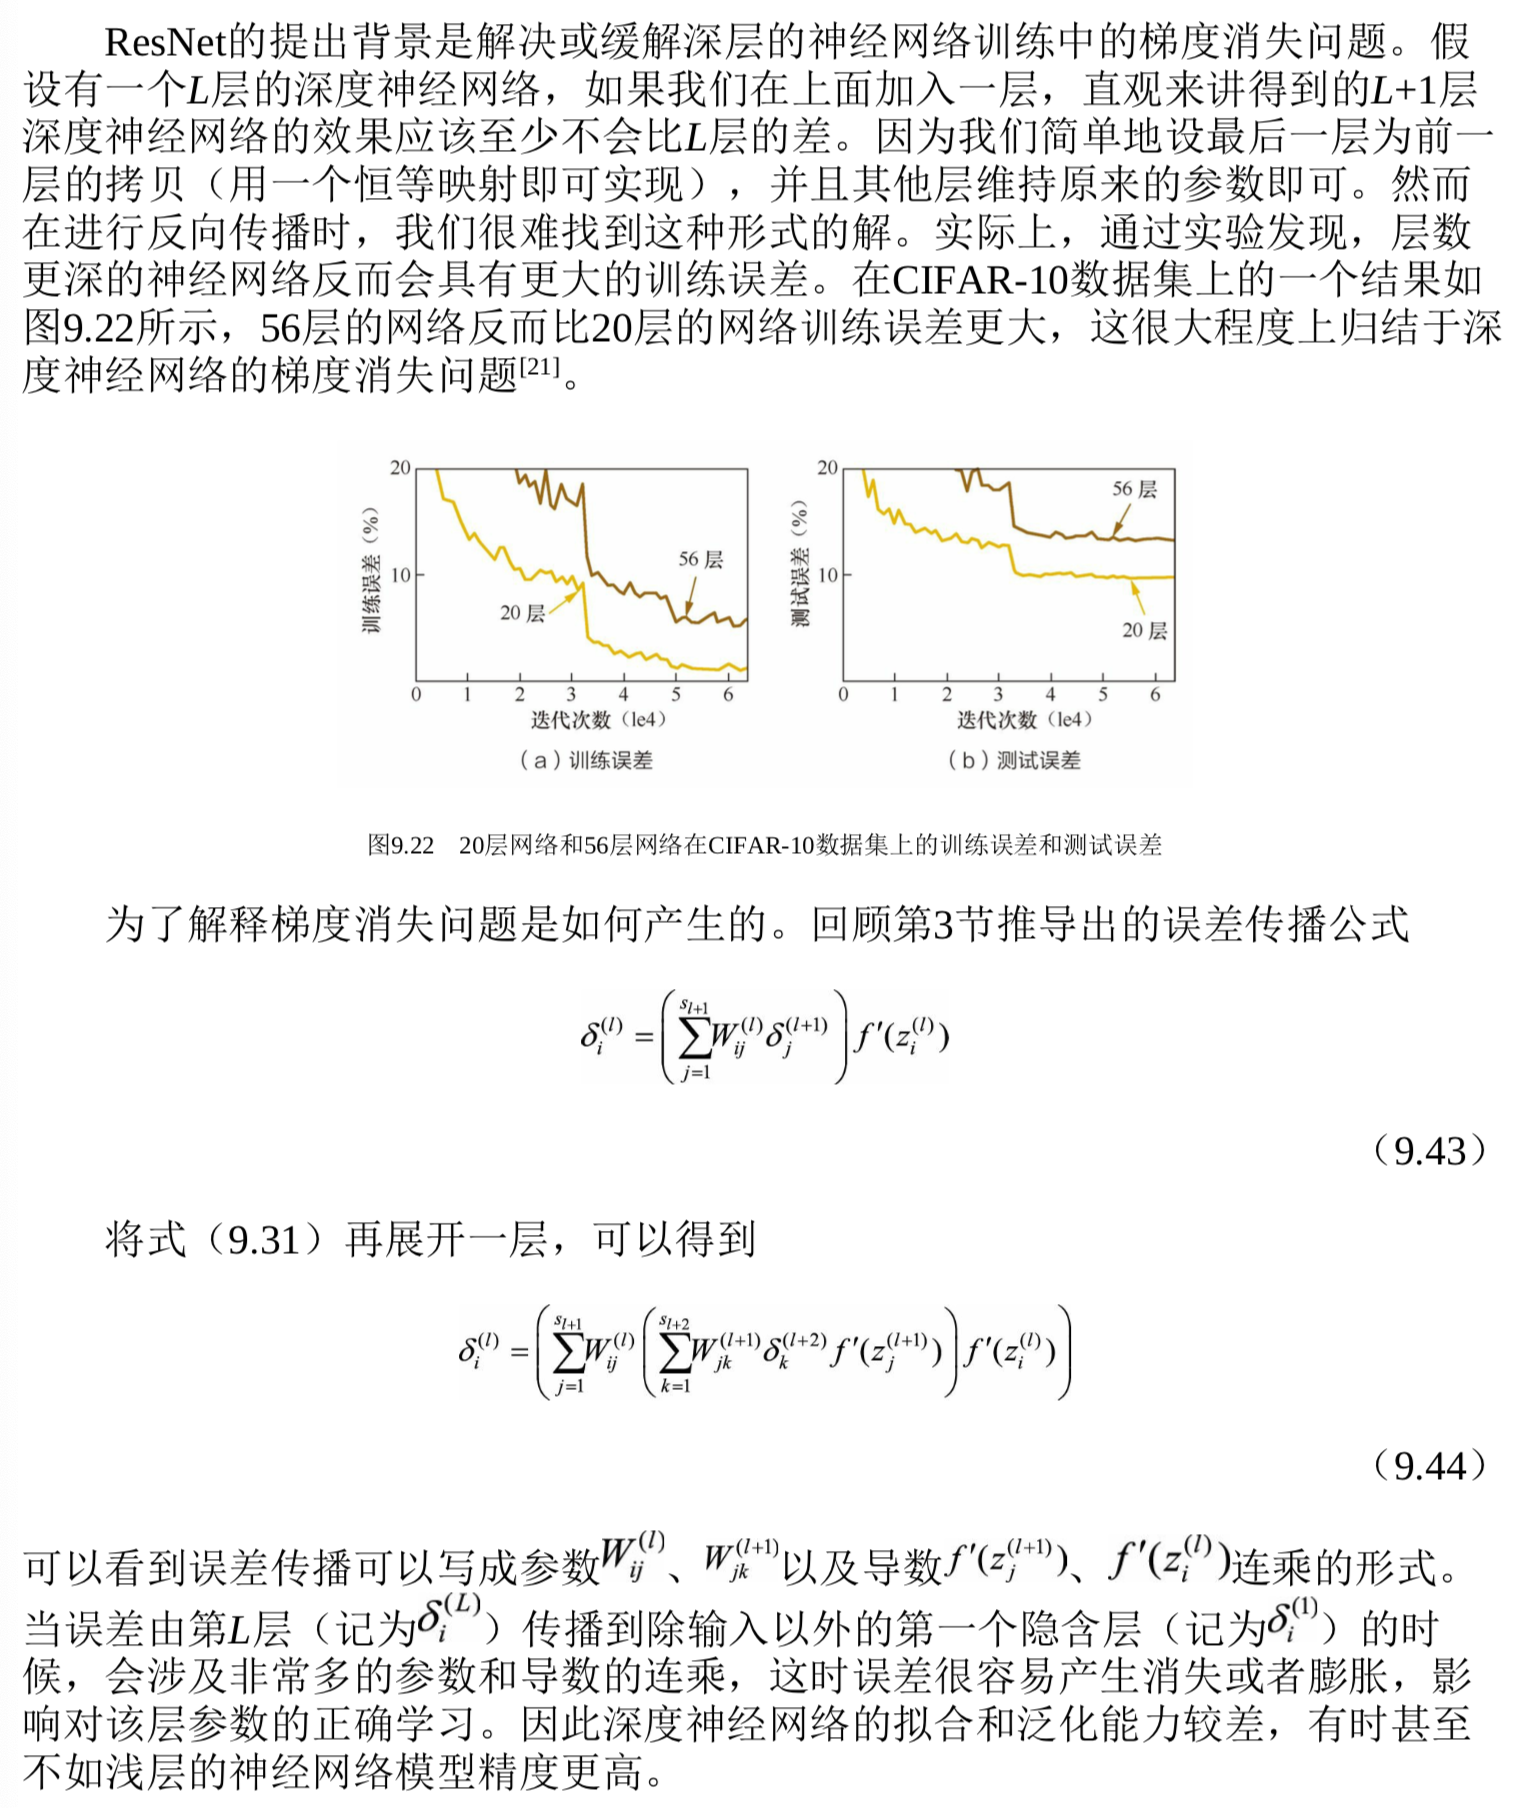 ResNet的提出背景是解决或缓解深层的神经网络训练中的梯度消失问题。假
设有一个L层的深度神经网络，如果我们在上面加入一层，直观来讲得到的L+1层
深度神经网络的效果应该至少不会比L层的差。因为我们简单地设最后一层为前一
层的拷贝（用一个恒等映射即可实现），并且其他层维持原来的参数即可。然而
在进行反向传播时，我们很难找到这种形式的解。实际上，通过实验发现，层数
更深的神经网络反而会具有更大的训练误差。在CIFAR-10数据集上的一个结果如
图9.22所示，56层的网络反而比20层的网络训练误差更大，这很大程度上归结于深
度神经网络的梯度消失问题[21]。
20
10
训练误差（%）
56 层
20 层
0 1 2 3 4 5 6
迭代次数（le4）
（a）训练误差
20
10
测试误差（%）
56 层
20 层
0 1 2 3 4 5 6
迭代次数（le4）
（b）测试误差
图9.22 20层网络和56层网络在CIFAR-10数据集上的训练误差和测试误差
为了解释梯度消失问题是如何产生的。回顾第3节推导出的误差传播公式
δ_i^{(l)} = ( ∑_{j=1}^{s_{l+1}} W_{ij}^{(l)} δ_j^{(l+1)} ) f′(z_i^{(l)})
（9.43）
将式（9.31）再展开一层，可以得到
δ_i^{(l)} = ( ∑_{j=1}^{s_{l+1}} W_{ij}^{(l)} ( ∑_{k=1}^{s_{l+2}} W_{jk}^{(l+1)} δ_k^{(l+2)} f′(z_j^{(l+1)}) ) f′(z_i^{(l)}) )
（9.44）
可以看到误差传播可以写成参数W_{ij}^{(l)}、W_{jk}^{(l+1)}以及导数f′(z_j^{(l+1)})、f′(z_i^{(l)})连乘的形式。
当误差由第L层（记为δ_i^{(L)}）传播到除输入以外的第一个隐含层（记为δ_i^{(1)}）的时
候，会涉及非常多的参数和导数的连乘，这时误差很容易产生消失或者膨胀，影
响对该层参数的正确学习。因此深度神经网络的拟合和泛化能力较差，有时甚至
不如浅层的神经网络模型精度更高。